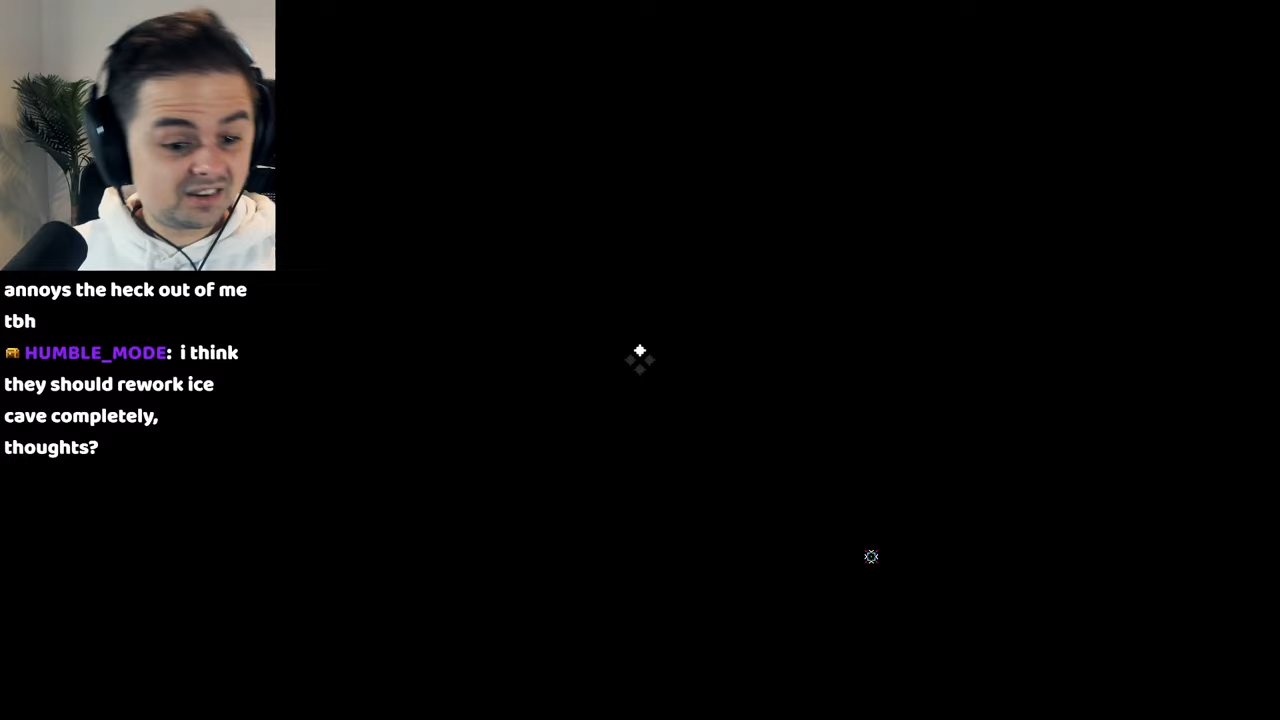 annoys the heck out of me
tbh
HUMBLE_MODE: i think
they should rework ice
cave completely,
thoughts?